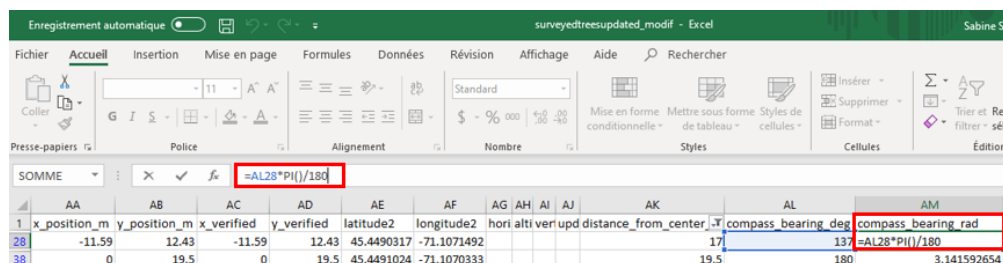 Enregistrement automatique surveyedtreesupdated_modif - Excel Sabine S
Fichier Accueil Insertion Mise en page Formules Données Révision Affichage Aide Rechercher
11 A A Standard Insérer Σ
Coller G I S A $ % 000 Mise en forme conditionnelle Mettre sous forme de tableau Styles de cellules Supprimer Format Trier et filtrer Re sé
Presse-papiers Police Alignement Nombre Styles Cellules Éditio
SOMME fx =AL28*PI()/180
AA AB AC AD AE AF AG AH AI AJ AK AL AM
1 x_position_m y_position_m x_verified y_verified latitude2 longitude2 hori alti vert upd distance_from_center compass_bearing_deg compass_bearing_rad
28 -11.59 12.43 -11.59 12.43 45.4490317 -71.1071492 17 137 =AL28*PI()/180
38 0 19.5 0 19.5 45.4491024 -71.1070333 19.5 180 3.141592654